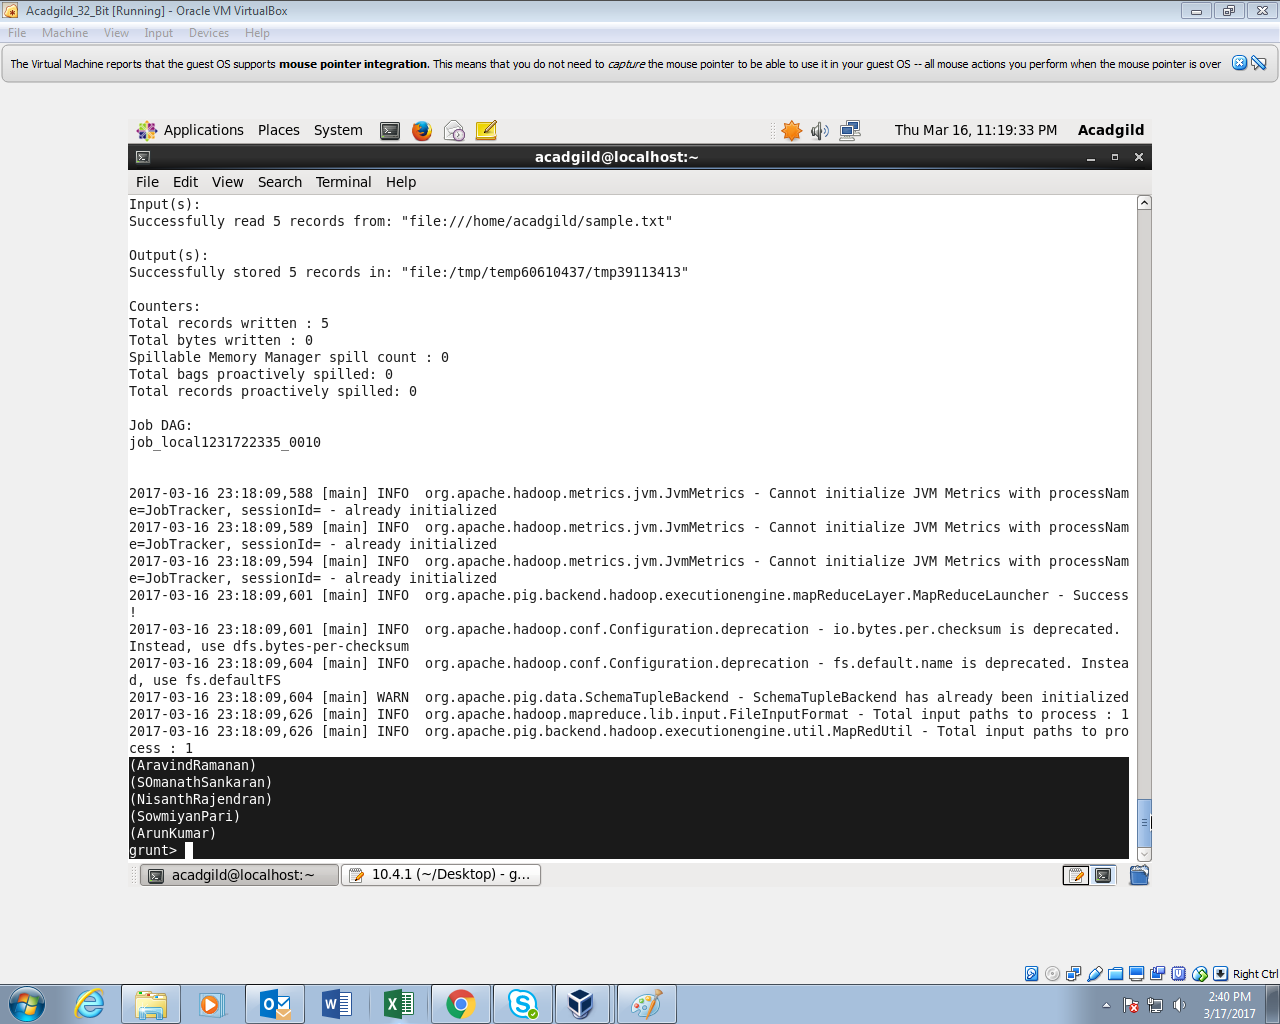 Acadgild_32_Bit [Running] - Oracle VM VirtualBox
File Machine View Input Devices Help
The Virtual Machine reports that the guest OS supports mouse pointer integration. This means that you do not need to capture the mouse pointer to be able to use it in your guest OS -- all mouse actions you perform when the mouse pointer is over
Applications Places System Thu Mar 16, 11:19:33 PM Acadgild
acadgild@localhost:~
File Edit View Search Terminal Help
Input(s):
Successfully read 5 records from: "file:///home/acadgild/sample.txt"
Output(s):
Successfully stored 5 records in: "file:/tmp/temp60610437/tmp39113413"
Counters:
Total records written : 5
Total bytes written : 0
Spillable Memory Manager spill count : 0
Total bags proactively spilled: 0
Total records proactively spilled: 0
Job DAG:
job_local1231722335_0010
2017-03-16 23:18:09,588 [main] INFO  org.apache.hadoop.metrics.jvm.JvmMetrics - Cannot initialize JVM Metrics with processNam
e=JobTracker, sessionId= - already initialized
2017-03-16 23:18:09,589 [main] INFO  org.apache.hadoop.metrics.jvm.JvmMetrics - Cannot initialize JVM Metrics with processNam
e=JobTracker, sessionId= - already initialized
2017-03-16 23:18:09,594 [main] INFO  org.apache.hadoop.metrics.jvm.JvmMetrics - Cannot initialize JVM Metrics with processNam
e=JobTracker, sessionId= - already initialized
2017-03-16 23:18:09,601 [main] INFO  org.apache.pig.backend.hadoop.executionengine.mapReduceLayer.MapReduceLauncher - Success
!
2017-03-16 23:18:09,601 [main] INFO  org.apache.hadoop.conf.Configuration.deprecation - io.bytes.per.checksum is deprecated.
Instead, use dfs.bytes-per-checksum
2017-03-16 23:18:09,604 [main] INFO  org.apache.hadoop.conf.Configuration.deprecation - fs.default.name is deprecated. Instea
d, use fs.defaultFS
2017-03-16 23:18:09,604 [main] WARN  org.apache.pig.data.SchemaTupleBackend - SchemaTupleBackend has already been initialized
2017-03-16 23:18:09,626 [main] INFO  org.apache.hadoop.mapreduce.lib.input.FileInputFormat - Total input paths to process : 1
2017-03-16 23:18:09,626 [main] INFO  org.apache.pig.backend.hadoop.executionengine.util.MapRedUtil - Total input paths to pro
cess : 1
(AravindRamanan)
(SOmanathSankaran)
(NisanthRajendran)
(SowmiyanPari)
(ArunKumar)
grunt>
acadgild@localhost:~ 10.4.1 (~/Desktop) - g...
Right Ctrl
2:40 PM
3/17/2017